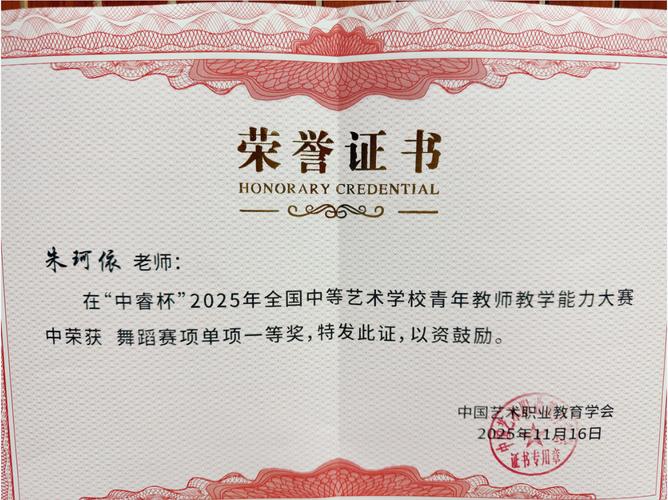 荣誉证书
HONORARY CREDENTIAL
朱珂依 老师：
在“中睿杯”2025年全国中等艺术学校青年教师教学能力大赛
中荣获 舞蹈赛项单项一等奖，特发此证，以资鼓励。
中国艺术职业教育学会
2025年11月16日
证书专用章